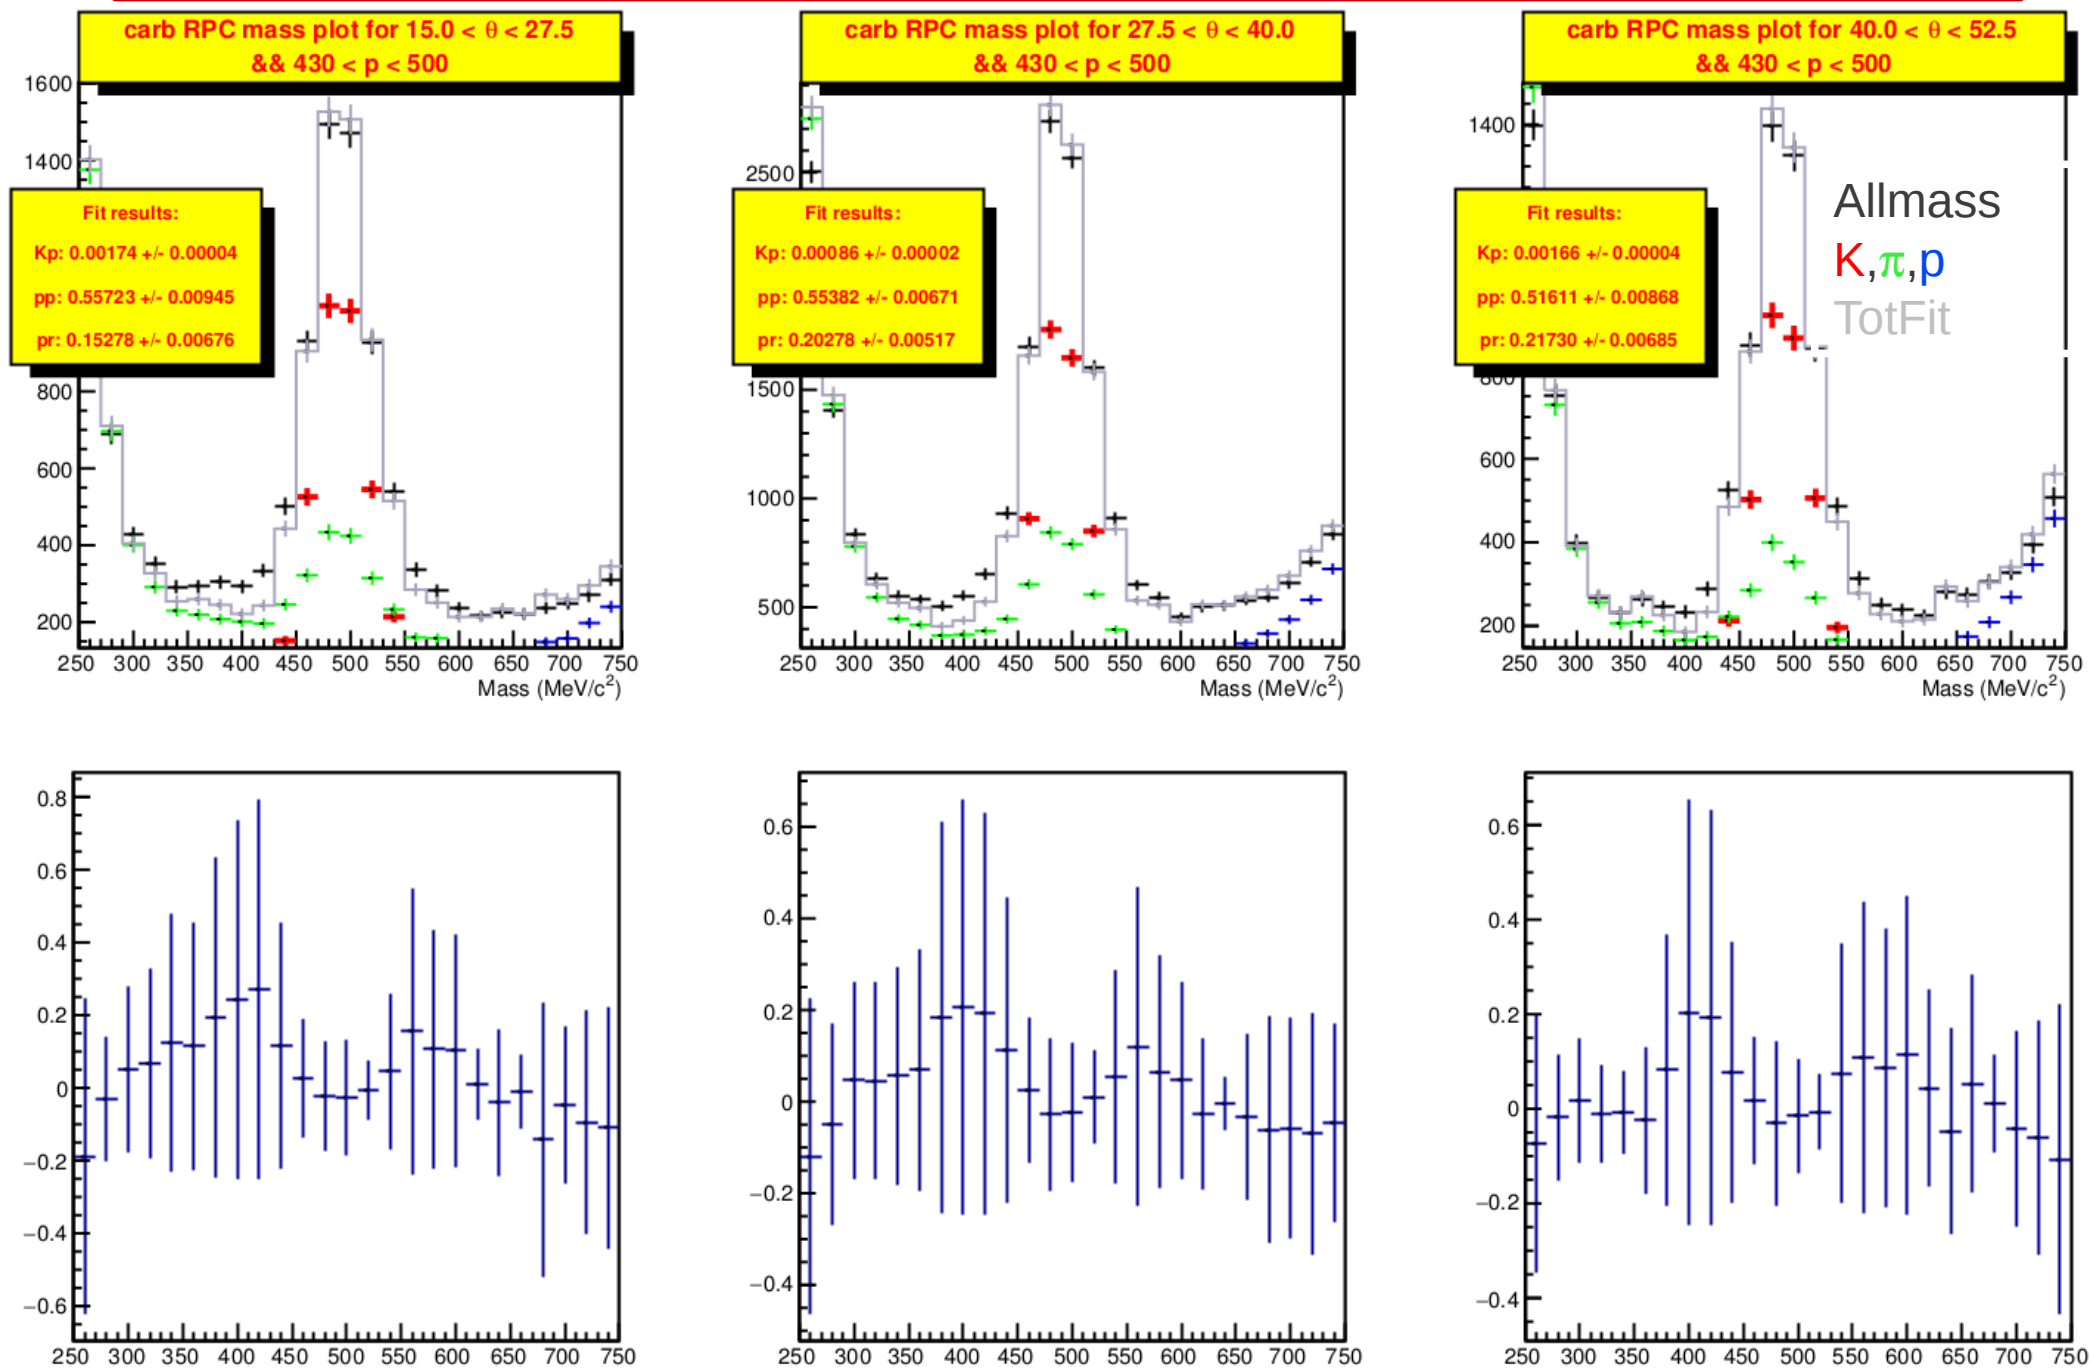 carb RPC mass plot for 15.0 < θ < 27.5
&& 430 < p < 500
carb RPC mass plot for 27.5 < θ < 40.0
&& 430 < p < 500
carb RPC mass plot for 40.0 < θ < 52.5
&& 430 < p < 500
1600
1400
800
600
400
200
Fit results:
Kp: 0.00174 +/- 0.00004
pp: 0.55723 +/- 0.00945
pr: 0.15278 +/- 0.00676
250 300 350 400 450 500 550 600 650 700 750
Mass (MeV/c²)
2500
1500
1000
500
Fit results:
Kp: 0.00086 +/- 0.00002
pp: 0.55382 +/- 0.00671
pr: 0.20278 +/- 0.00517
250 300 350 400 450 500 550 600 650 700 750
Mass (MeV/c²)
1400
800
600
400
200
Fit results:
Kp: 0.00166 +/- 0.00004
pp: 0.51611 +/- 0.00868
pr: 0.21730 +/- 0.00685
Allmass
K,π,p
TotFit
250 300 350 400 450 500 550 600 650 700 750
Mass (MeV/c²)
0.8
0.6
0.4
0.2
0
−0.2
−0.4
−0.6
250 300 350 400 450 500 550 600 650 700 750
0.6
0.4
0.2
0
−0.2
−0.4
250 300 350 400 450 500 550 600 650 700 750
0.6
0.4
0.2
0
−0.2
−0.4
250 300 350 400 450 500 550 600 650 700 750